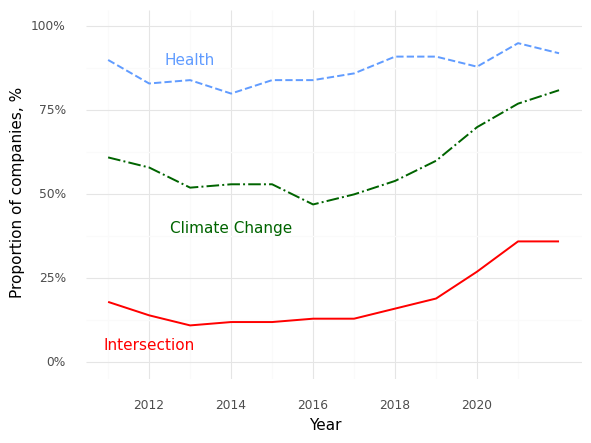 100%
Health
75%
50%
Climate Change
25%
Intersection
0%
Proportion of companies, %
2012 2014 2016 2018 2020
Year